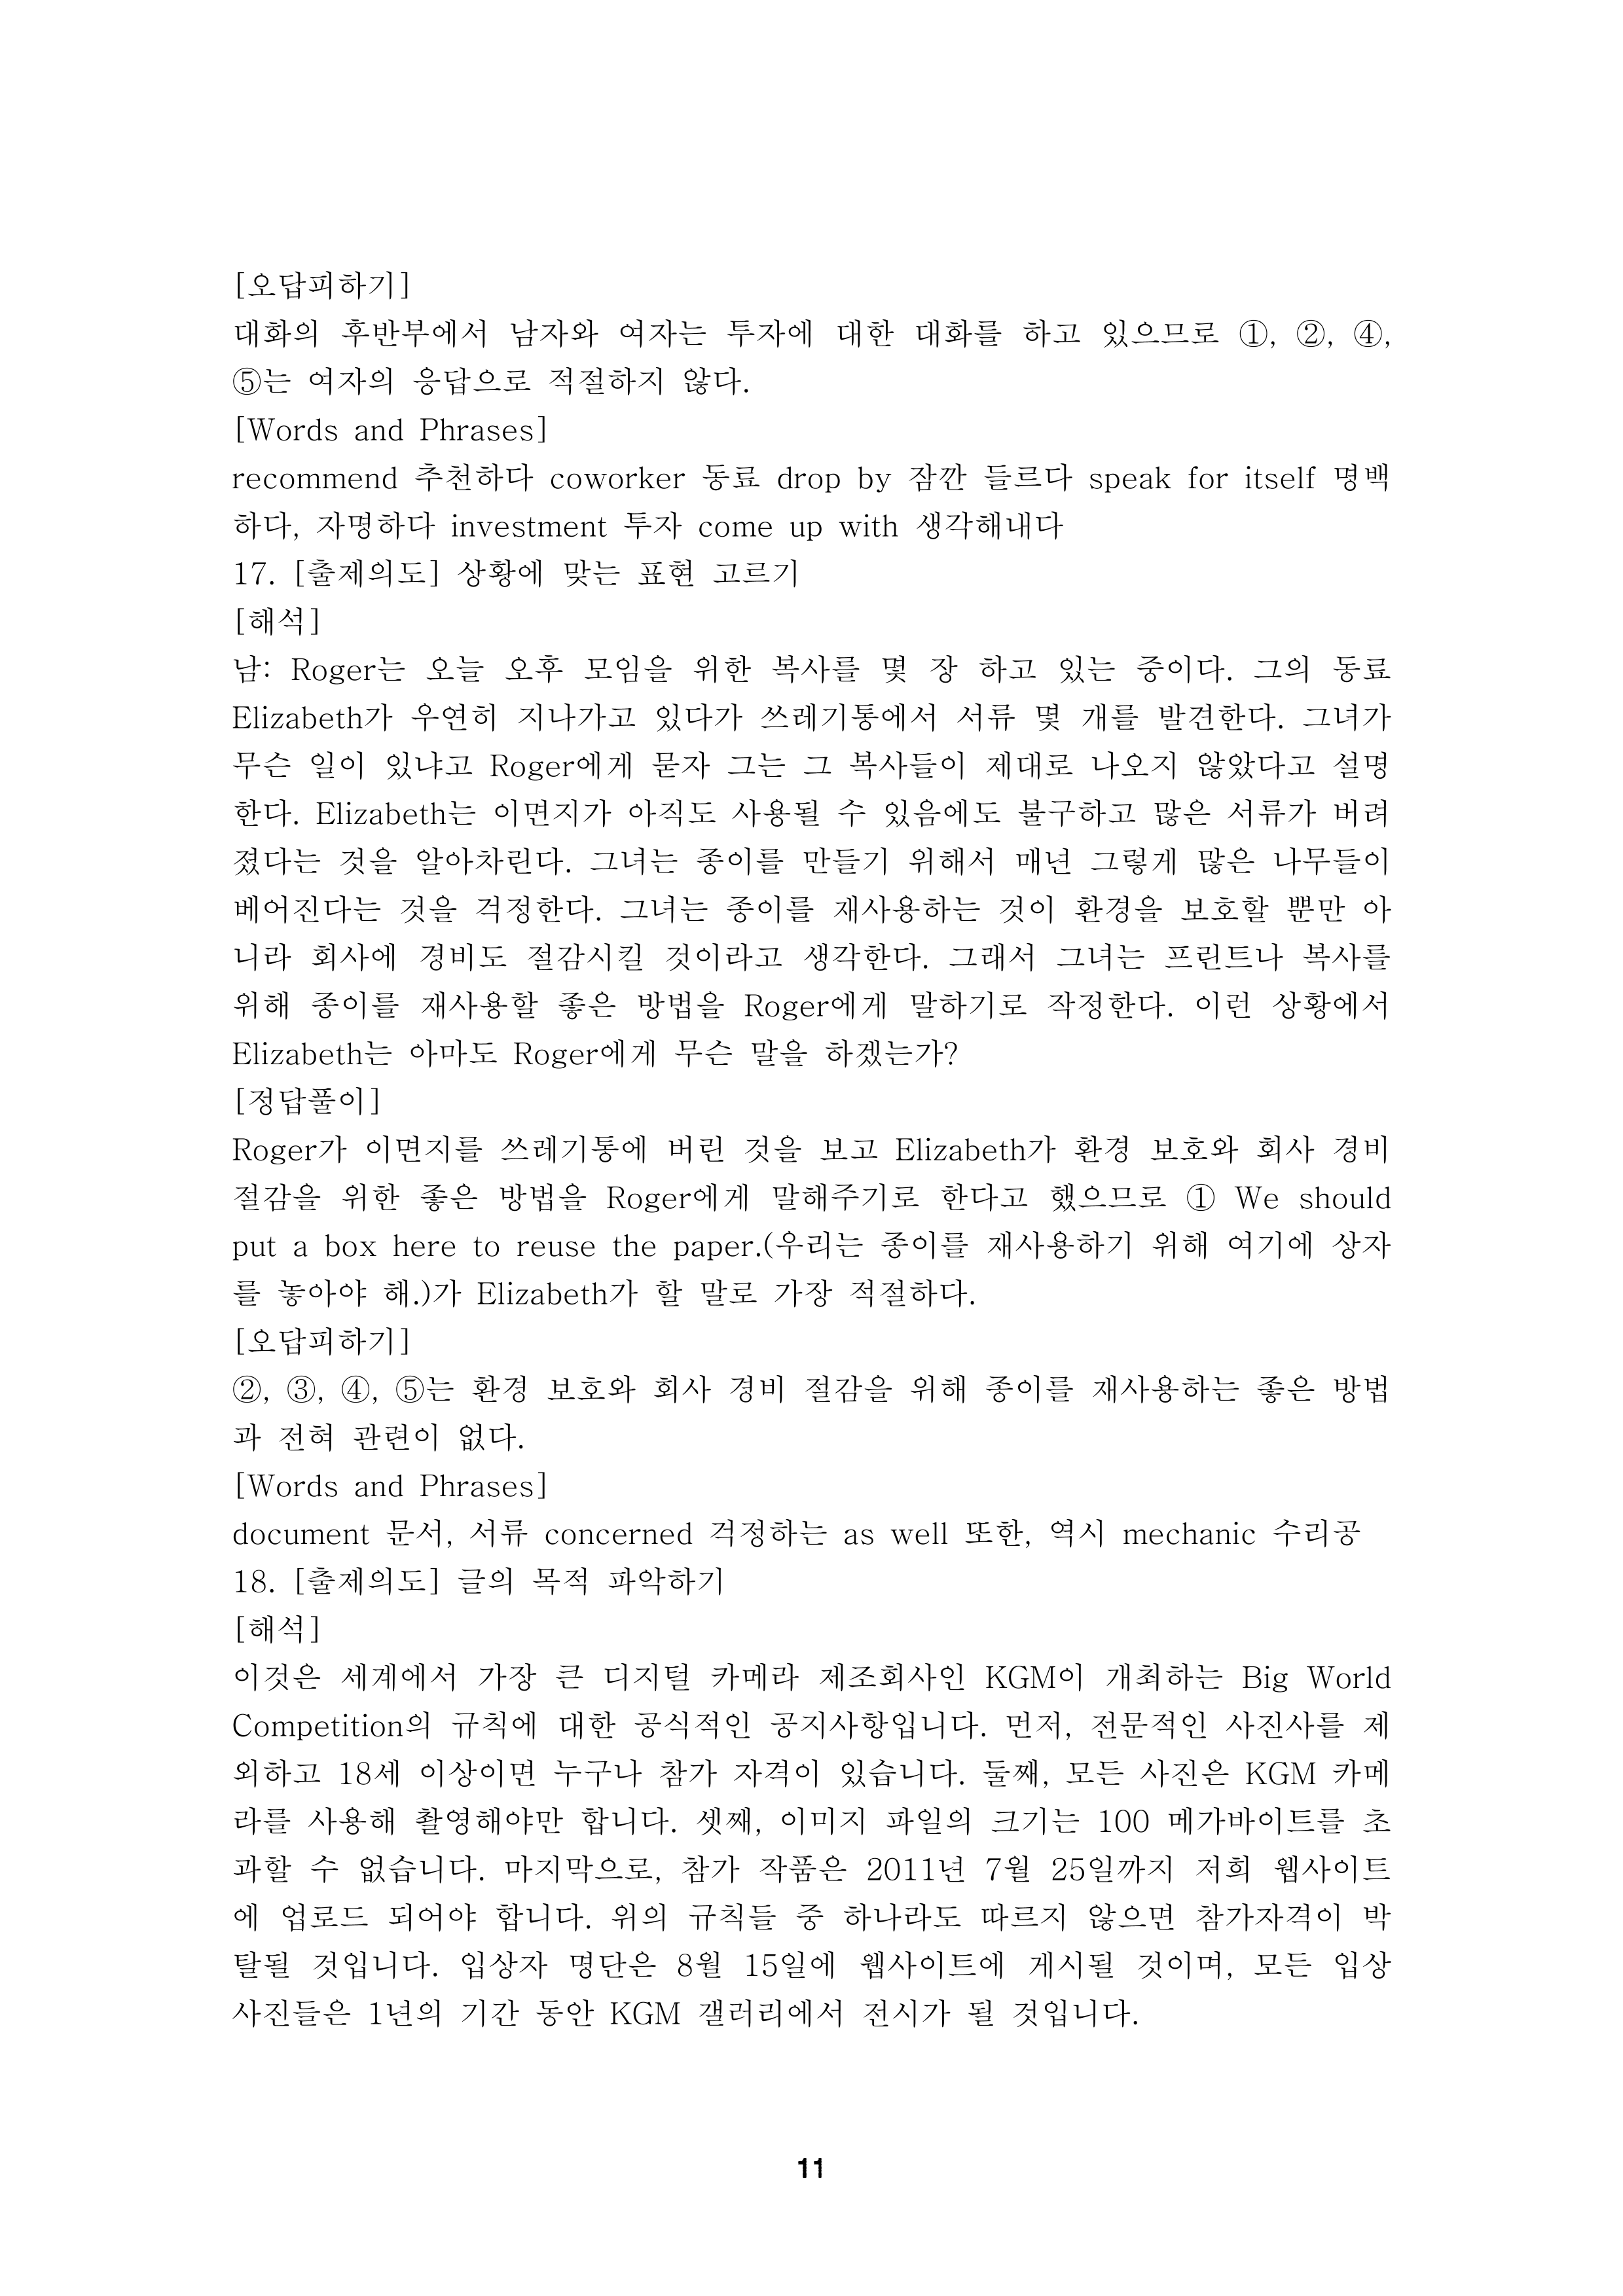 [오답피하기]
대화의 후반부에서 남자와 여자는 투자에 대한 대화를 하고 있으므로 ①, ②, ④,
⑤는 여자의 응답으로 적절하지 않다.
[Words and Phrases]
recommend 추천하다 coworker 동료 drop by 잠깐 들르다 speak for itself 명백
하다, 자명하다 investment 투자 come up with 생각해내다
17. [출제의도] 상황에 맞는 표현 고르기
[해석]
남: Roger는 오늘 오후 모임을 위한 복사를 몇 장 하고 있는 중이다. 그의 동료
Elizabeth가 우연히 지나가고 있다가 쓰레기통에서 서류 몇 개를 발견한다. 그녀가
무슨 일이 있냐고 Roger에게 묻자 그는 그 복사들이 제대로 나오지 않았다고 설명
한다. Elizabeth는 이면지가 아직도 사용될 수 있음에도 불구하고 많은 서류가 버려
졌다는 것을 알아차린다. 그녀는 종이를 만들기 위해서 매년 그렇게 많은 나무들이
베어진다는 것을 걱정한다. 그녀는 종이를 재사용하는 것이 환경을 보호할 뿐만 아
니라 회사에 경비도 절감시킬 것이라고 생각한다. 그래서 그녀는 프린트나 복사를
위해 종이를 재사용할 좋은 방법을 Roger에게 말하기로 작정한다. 이런 상황에서
Elizabeth는 아마도 Roger에게 무슨 말을 하겠는가?
[정답풀이]
Roger가 이면지를 쓰레기통에 버린 것을 보고 Elizabeth가 환경 보호와 회사 경비
절감을 위한 좋은 방법을 Roger에게 말해주기로 한다고 했으므로 ① We should
put a box here to reuse the paper.(우리는 종이를 재사용하기 위해 여기에 상자
를 놓아야 해.)가 Elizabeth가 할 말로 가장 적절하다.
[오답피하기]
②, ③, ④, ⑤는 환경 보호와 회사 경비 절감을 위해 종이를 재사용하는 좋은 방법
과 전혀 관련이 없다.
[Words and Phrases]
document 문서, 서류 concerned 걱정하는 as well 또한, 역시 mechanic 수리공
18. [출제의도] 글의 목적 파악하기
[해석]
이것은 세계에서 가장 큰 디지털 카메라 제조회사인 KGM이 개최하는 Big World
Competition의 규칙에 대한 공식적인 공지사항입니다. 먼저, 전문적인 사진사를 제
외하고 18세 이상이면 누구나 참가 자격이 있습니다. 둘째, 모든 사진은 KGM 카메
라를 사용해 촬영해야만 합니다. 셋째, 이미지 파일의 크기는 100 메가바이트를 초
과할 수 없습니다. 마지막으로, 참가 작품은 2011년 7월 25일까지 저희 웹사이트
에 업로드 되어야 합니다. 위의 규칙들 중 하나라도 따르지 않으면 참가자격이 박
탈될 것입니다. 입상자 명단은 8월 15일에 웹사이트에 게시될 것이며, 모든 입상
사진들은 1년의 기간 동안 KGM 갤러리에서 전시가 될 것입니다.
11